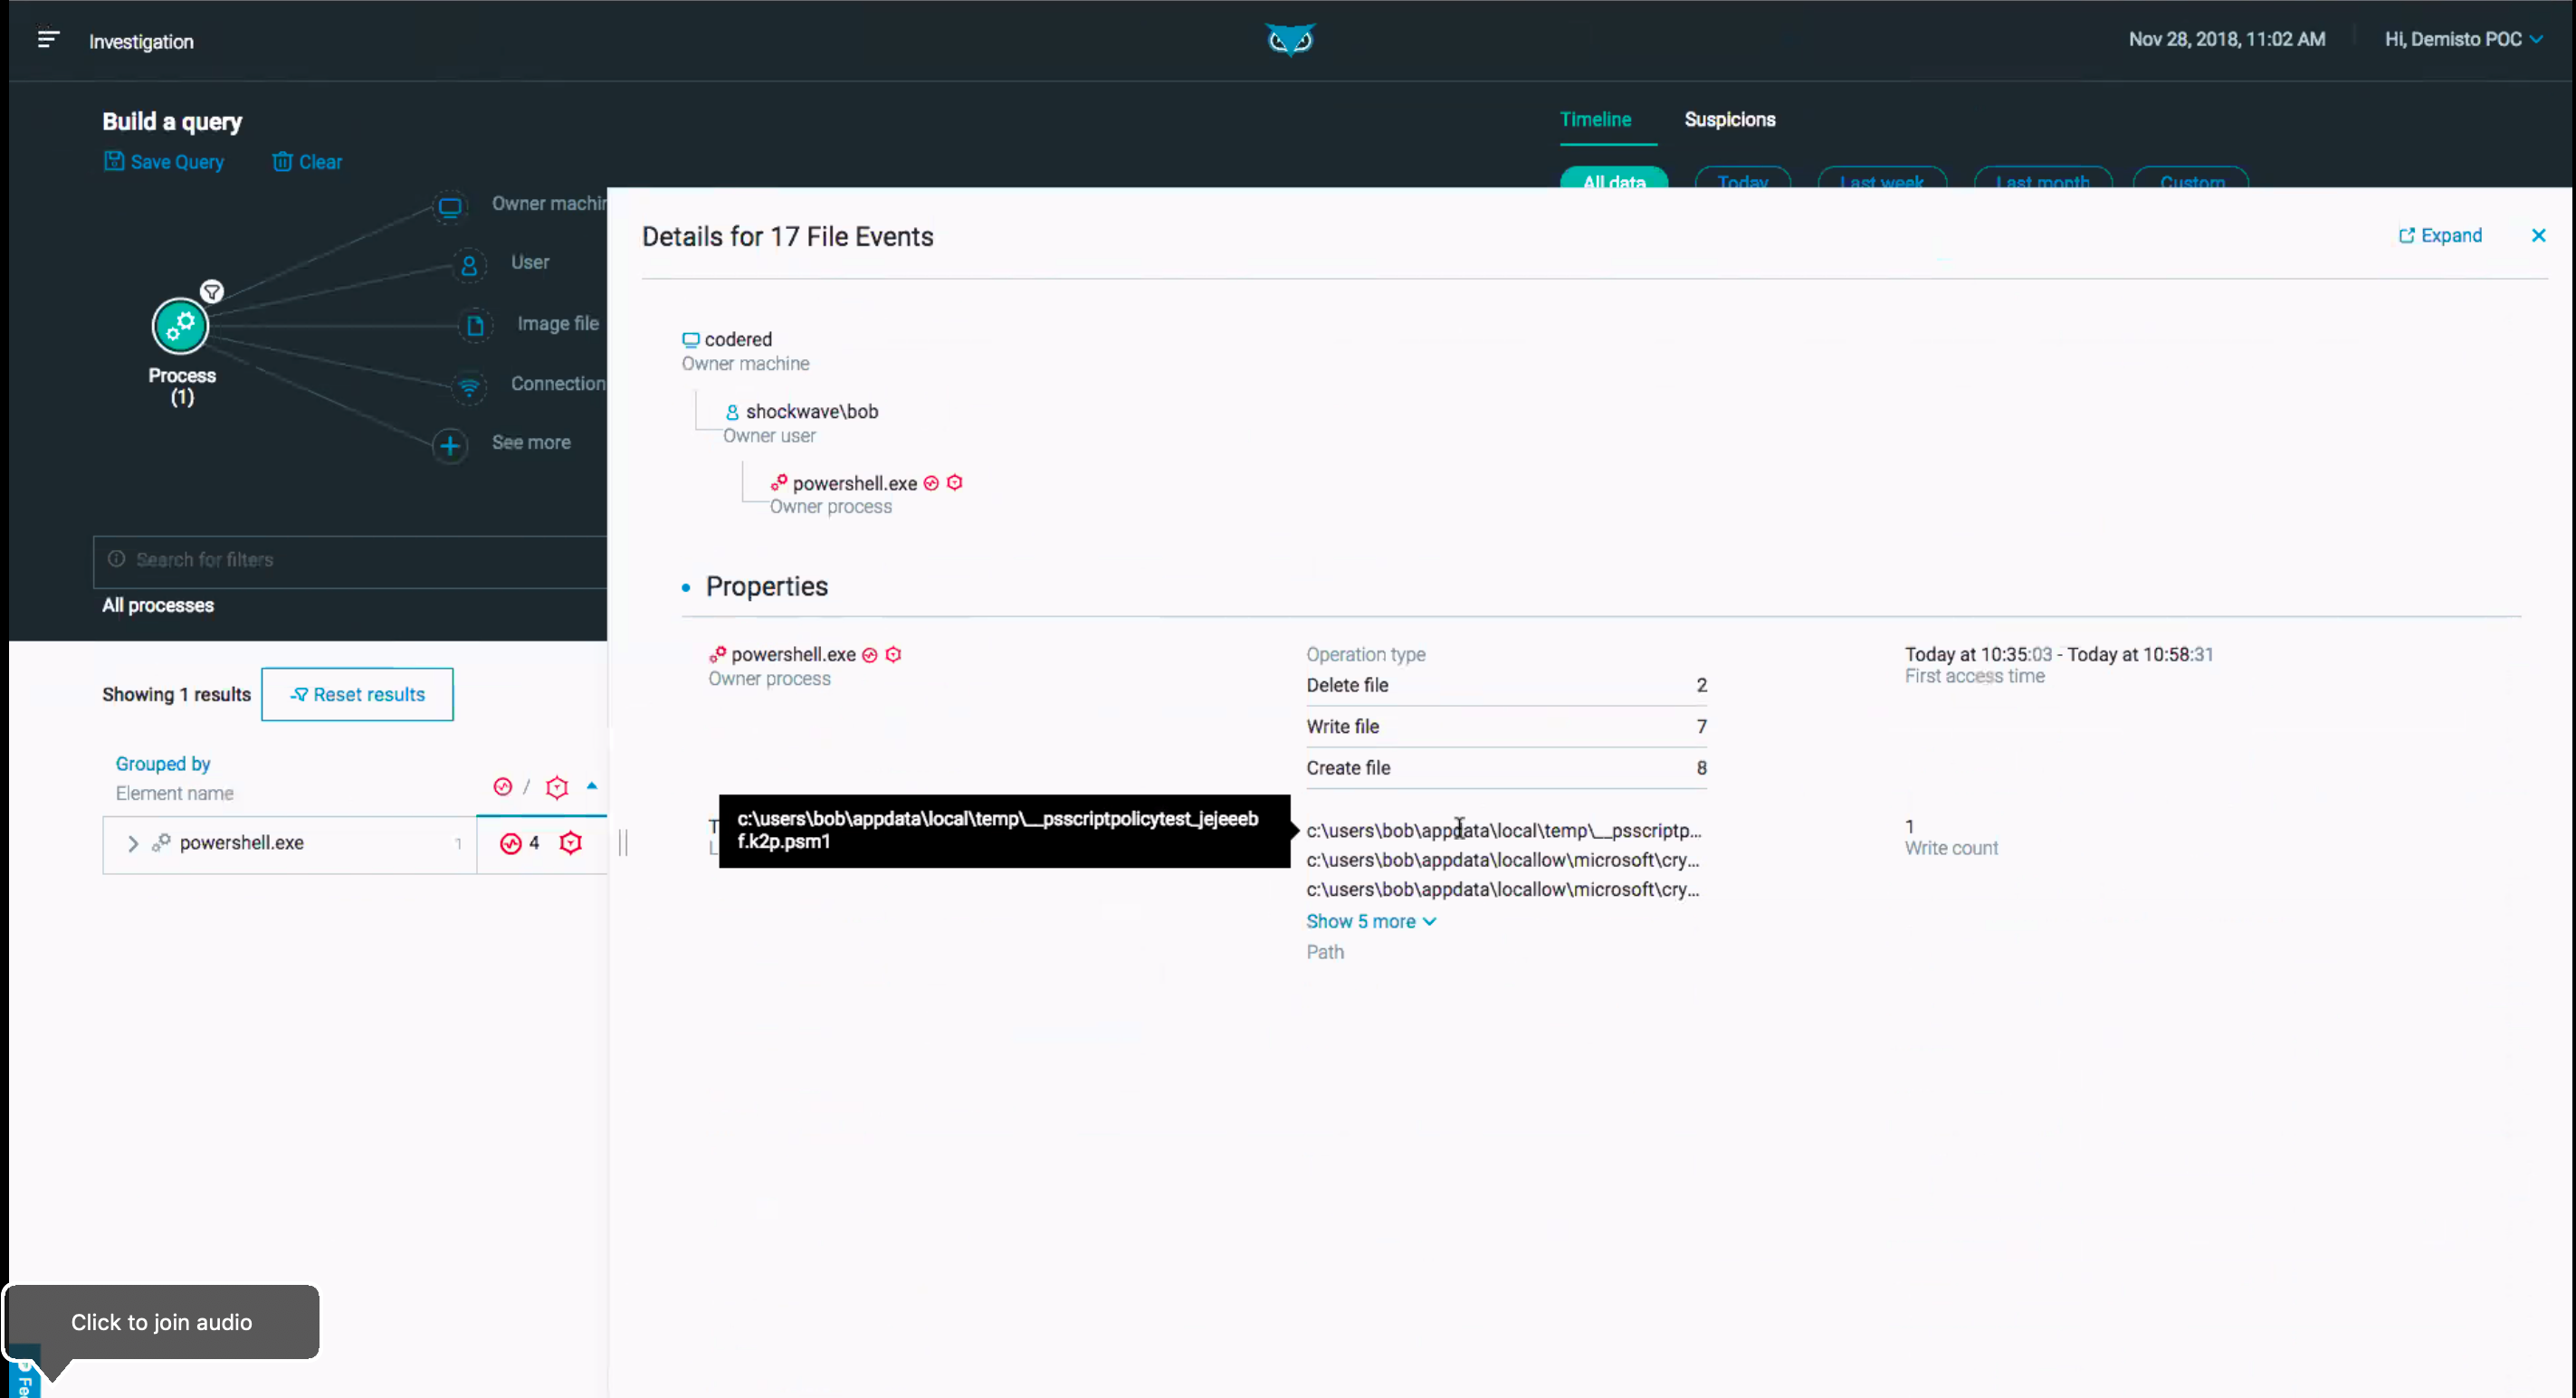 Investigation
Nov 28, 2018, 11:02 AM
Hi, Demisto POC
Build a query
Save Query
Clear
Timeline
Suspicions
All data
Today
Last week
Last month
Custom
Owner machin
User
Image file
Connection
See more
Process
(1)
Search for filters
All processes
Showing 1 results
Reset results
Grouped by
Element name
/
powershell.exe
1
4
Details for 17 File Events
Expand
codered
Owner machine
shockwave\bob
Owner user
powershell.exe
Owner process
Properties
powershell.exe
Owner process
Operation type
Delete file 2
Write file 7
Create file 8
Today at 10:35:03 - Today at 10:58:31
First access time
c:\users\bob\appdata\local\temp\__psscriptpolicytest_jejeeeb
f.k2p.psm1
c:\users\bob\appdata\local\temp\__psscriptp...
c:\users\bob\appdata\locallow\microsoft\cry...
c:\users\bob\appdata\locallow\microsoft\cry...
Show 5 more
Path
1
Write count
Click to join audio
Fe